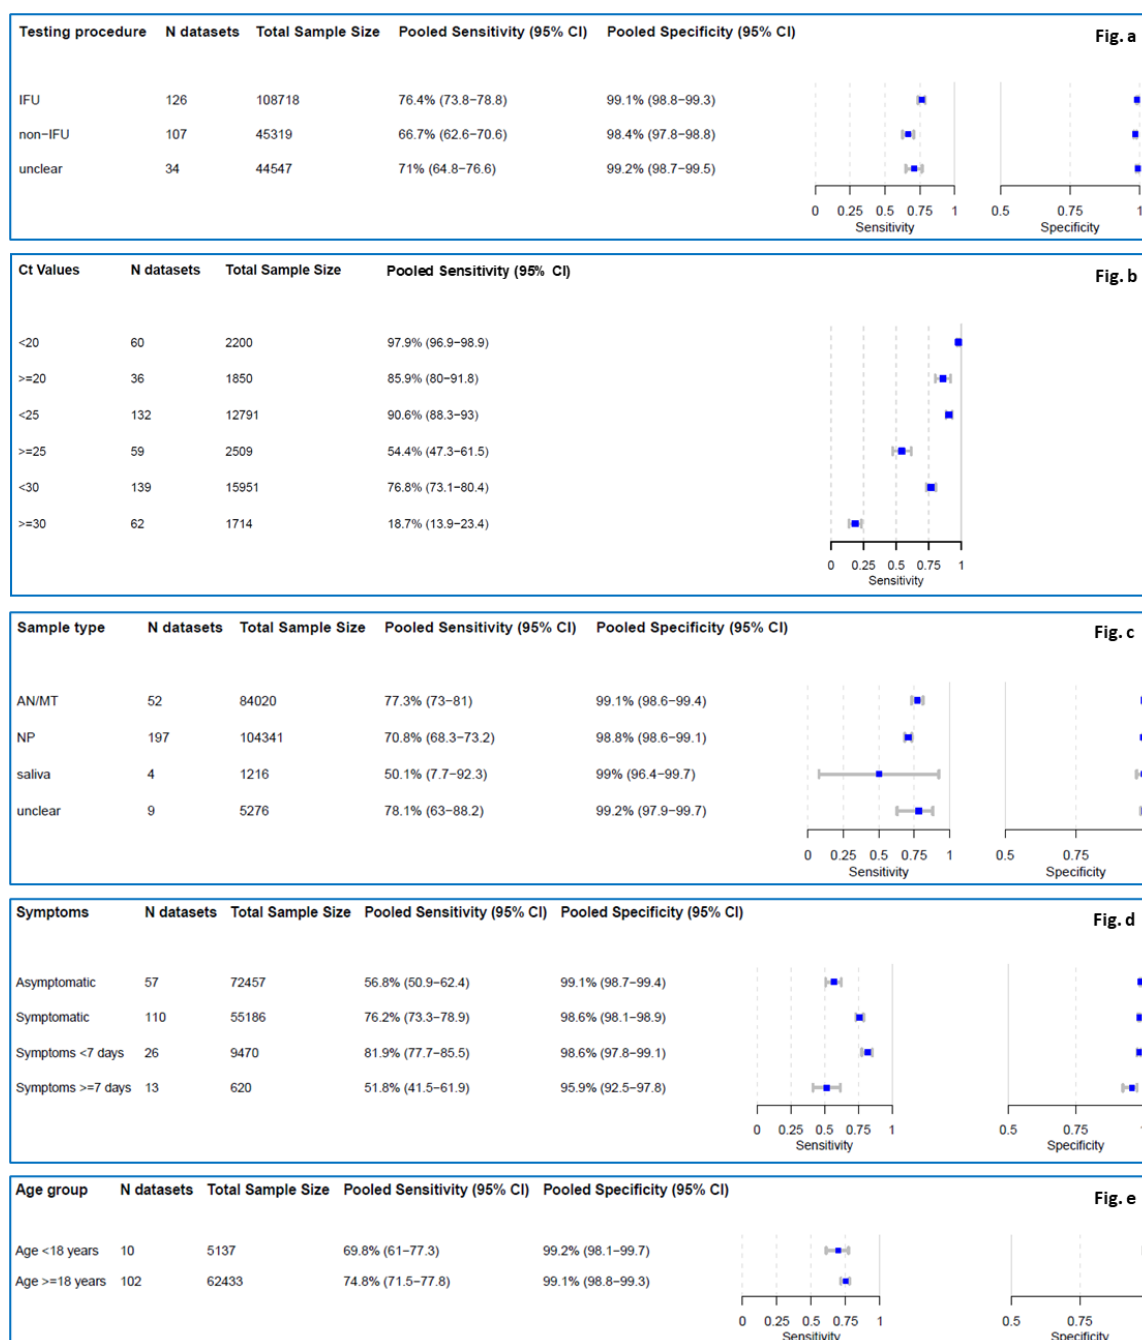 Testing procedure N datasets Total Sample Size Pooled Sensitivity (95% CI) Pooled Specificity (95% CI) Fig. a
IFU 126 108718 76.4% (73.8−78.8) 99.1% (98.8−99.3)
non−IFU 107 45319 66.7% (62.6−70.6) 98.4% (97.8−98.8)
unclear 34 44547 71% (64.8−76.6) 99.2% (98.7−99.5)
0 0.25 0.5 0.75 1 0.5 0.75 1
Sensitivity Specificity
Ct Values N datasets Total Sample Size Pooled Sensitivity (95% CI) Fig. b
<20 60 2200 97.9% (96.9−98.9)
>=20 36 1850 85.9% (80−91.8)
<25 132 12791 90.6% (88.3−93)
>=25 59 2509 54.4% (47.3−61.5)
<30 139 15951 76.8% (73.1−80.4)
>=30 62 1714 18.7% (13.9−23.4)
0 0.25 0.5 0.75 1
Sensitivity
Sample type N datasets Total Sample Size Pooled Sensitivity (95% CI) Pooled Specificity (95% CI) Fig. c
AN/MT 52 84020 77.3% (73−81) 99.1% (98.6−99.4)
NP 197 104341 70.8% (68.3−73.2) 98.8% (98.6−99.1)
saliva 4 1216 50.1% (7.7−92.3) 99% (96.4−99.7)
unclear 9 5276 78.1% (63−88.2) 99.2% (97.9−99.7)
0 0.25 0.5 0.75 1 0.5 0.75 1
Sensitivity Specificity
Symptoms N datasets Total Sample Size Pooled Sensitivity (95% CI) Pooled Specificity (95% CI) Fig. d
Asymptomatic 57 72457 56.8% (50.9−62.4) 99.1% (98.7−99.4)
Symptomatic 110 55186 76.2% (73.3−78.9) 98.6% (98.1−98.9)
Symptoms <7 days 26 9470 81.9% (77.7−85.5) 98.6% (97.8−99.1)
Symptoms >=7 days 13 620 51.8% (41.5−61.9) 95.9% (92.5−97.8)
0 0.25 0.5 0.75 1 0.5 0.75 1
Sensitivity Specificity
Age group N datasets Total Sample Size Pooled Sensitivity (95% CI) Pooled Specificity (95% CI) Fig. e
Age <18 years 10 5137 69.8% (61−77.3) 99.2% (98.1−99.7)
Age >=18 years 102 62433 74.8% (71.5−77.8) 99.1% (98.8−99.3)
0 0.25 0.5 0.75 1 0.5 0.75 1
Sensitivity Specificity